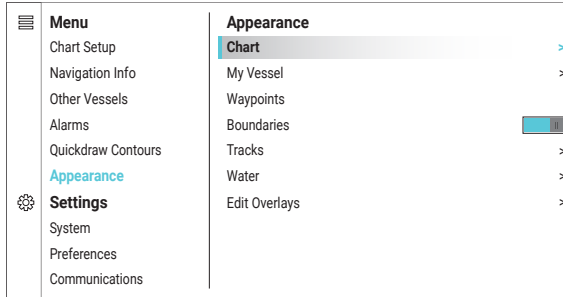 Menu
Chart Setup
Navigation Info
Other Vessels
Alarms
Quickdraw Contours
Appearance
Settings
System
Preferences
Communications
Appearance
Chart >
My Vessel >
Waypoints
Boundaries
Tracks >
Water >
Edit Overlays >